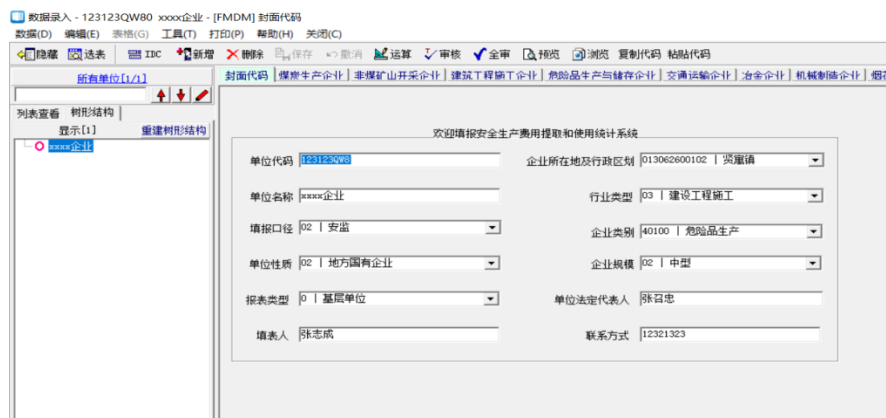 数据录入 - 123123QW80 xxxx企业 - [FMDM] 封面代码
数据(D) 编辑(E) 表格(G) 工具(T) 打印(P) 帮助(H) 关闭(C)
隐藏 选表 IDC 新增 删除 保存 撤消 运算 审核 全审 预览 浏览 复制代码 粘贴代码
所有单位[1/1]
封面代码 煤炭生产企业 非煤矿山开采企业 建筑工程施工企业 危险品生产与储存企业 交通运输企业 冶金企业 机械制造企业
列表查看 树形结构
显示[1] 重建树形结构
xxxx企业
欢迎填报安全生产费用提取和使用统计系统
单位代码 123123QW8 企业所在地及行政区划 013062600102 | 贤寓镇
单位名称 xxxx企业 行业类型 03 | 建设工程施工
填报口径 02 | 安监 企业类别 40100 | 危险品生产
单位性质 02 | 地方国有企业 企业规模 02 | 中型
报表类型 0 | 基层单位 单位法定代表人 张召忠
填表人 张志成 联系方式 12321323